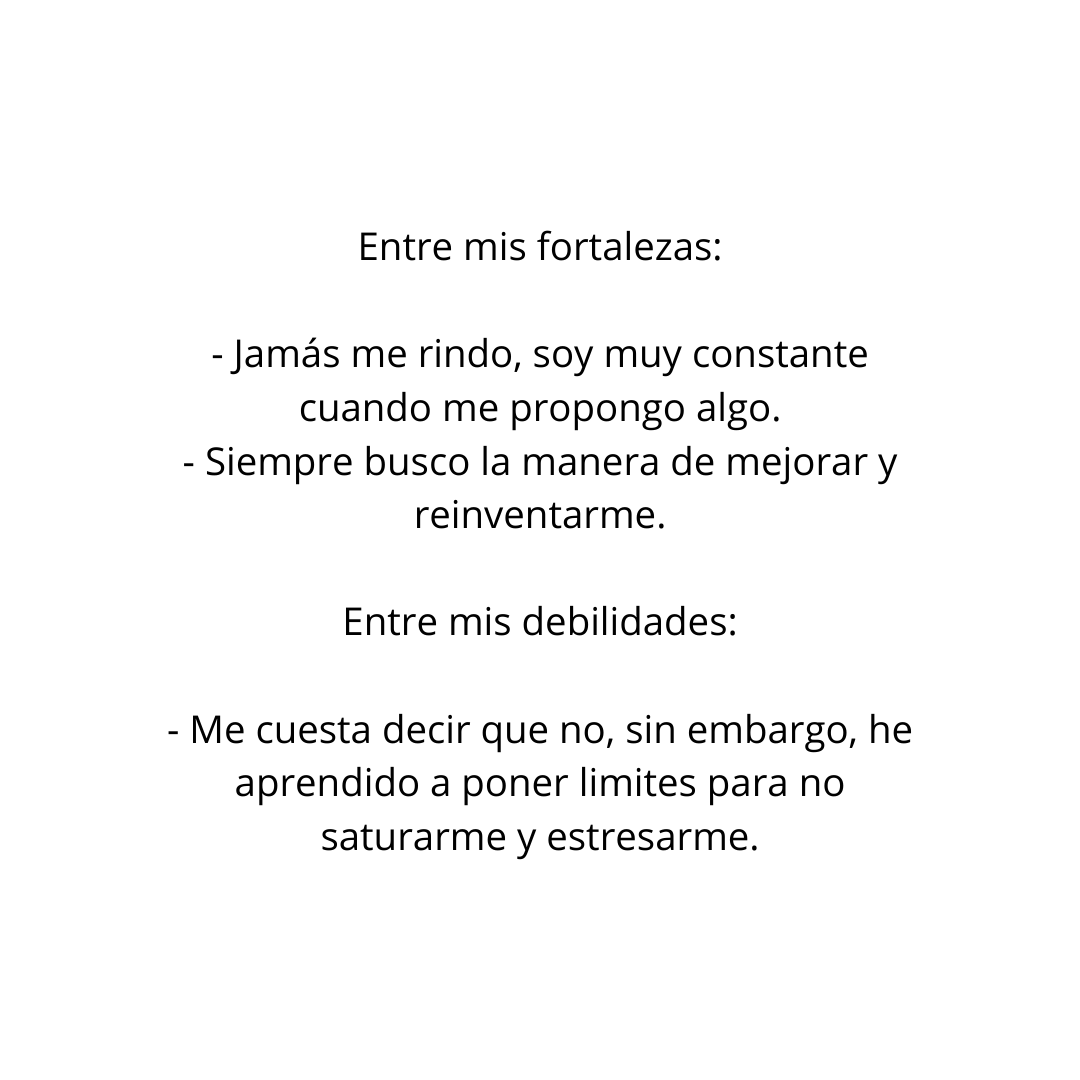 Entre mis fortalezas:
- Jamás me rindo, soy muy constante
cuando me propongo algo.
- Siempre busco la manera de mejorar y
reinventarme.
Entre mis debilidades:
- Me cuesta decir que no, sin embargo, he
aprendido a poner limites para no
saturarme y estresarme.